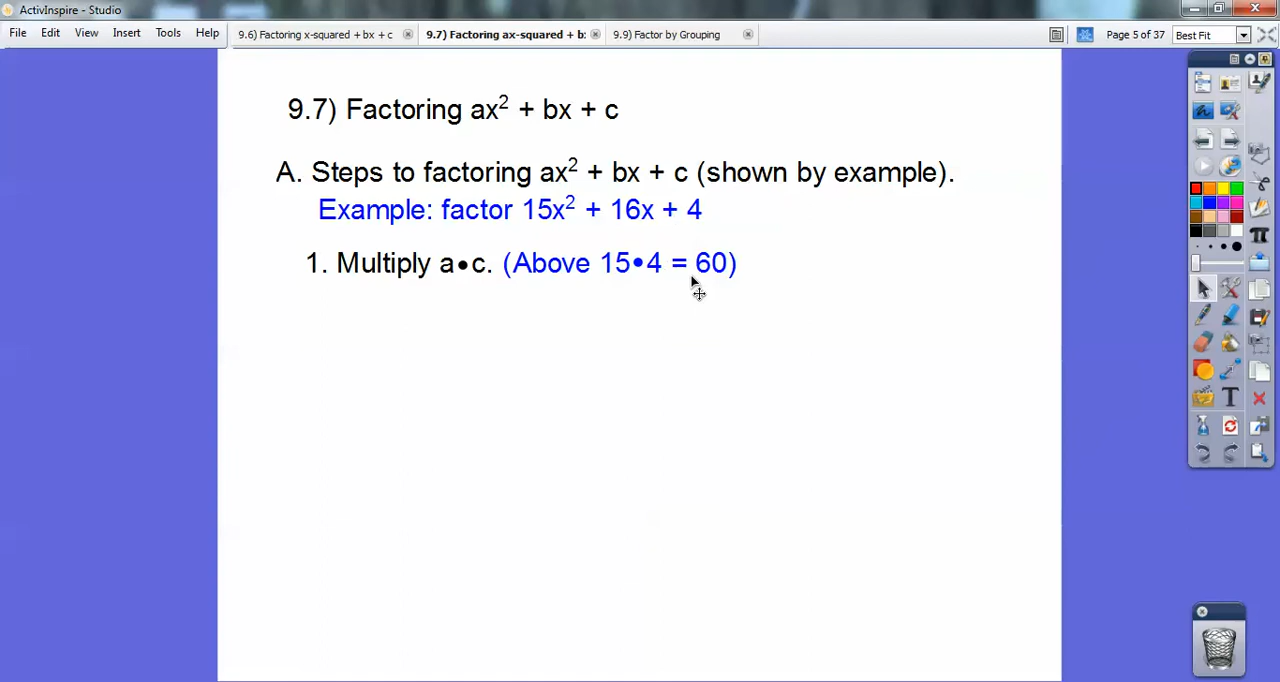 ActivInspire - Studio
File Edit View Insert Tools Help
9.6) Factoring x-squared + bx + c
9.7) Factoring ax-squared + b:
9.9) Factor by Grouping
Page 5 of 37
Best Fit
9.7) Factoring ax² + bx + c
A. Steps to factoring ax² + bx + c (shown by example).
Example: factor 15x² + 16x + 4
1. Multiply a•c. (Above 15•4 = 60)